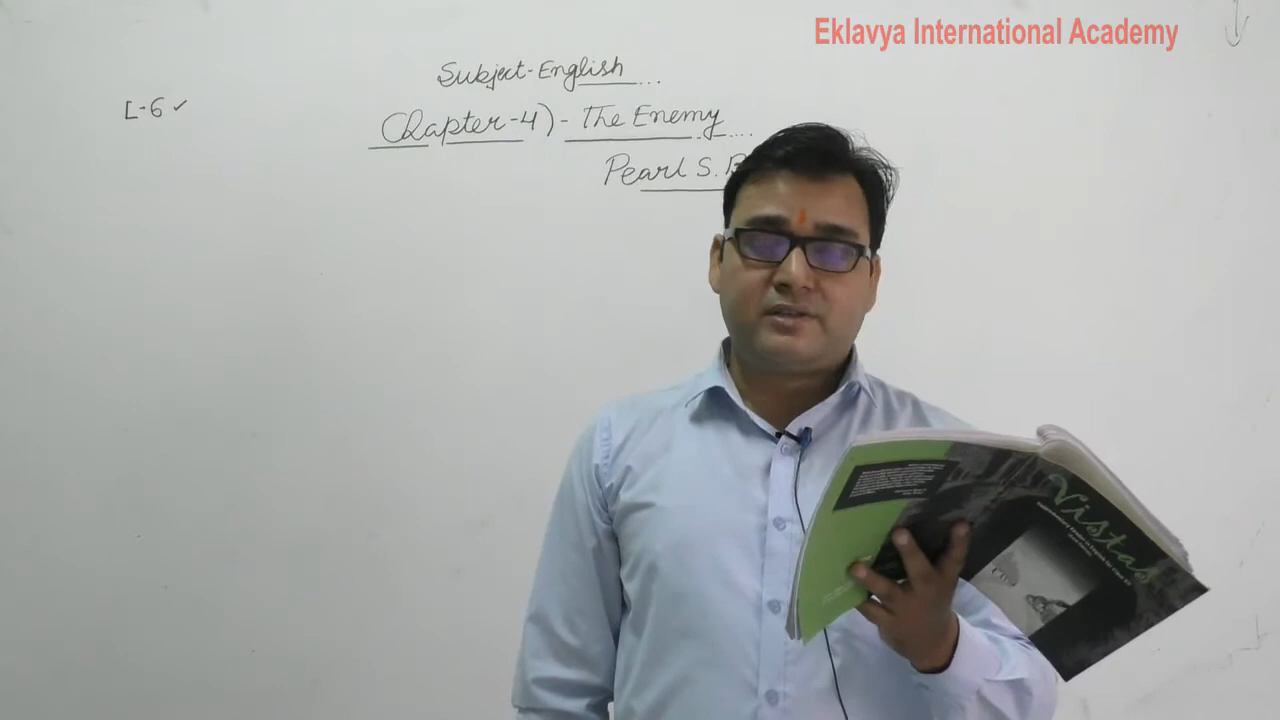 Eklavya International Academy
Subject-English...
L-6 ✓
Chapter-4)- The Enemy....
Pearl S.
Vistas